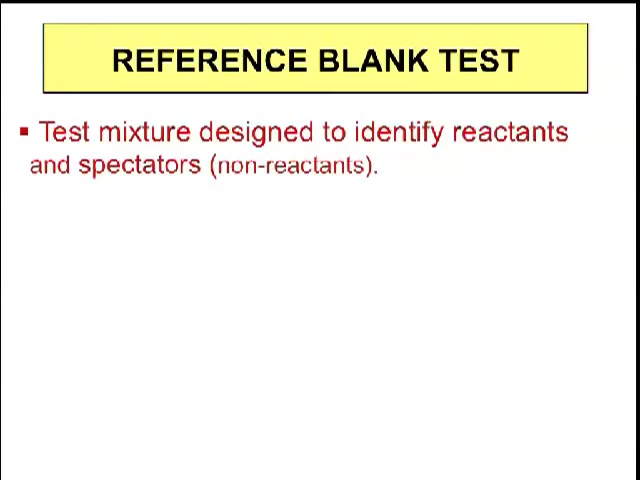 REFERENCE BLANK TEST
▪ Test mixture designed to identify reactants
and spectators (non-reactants).